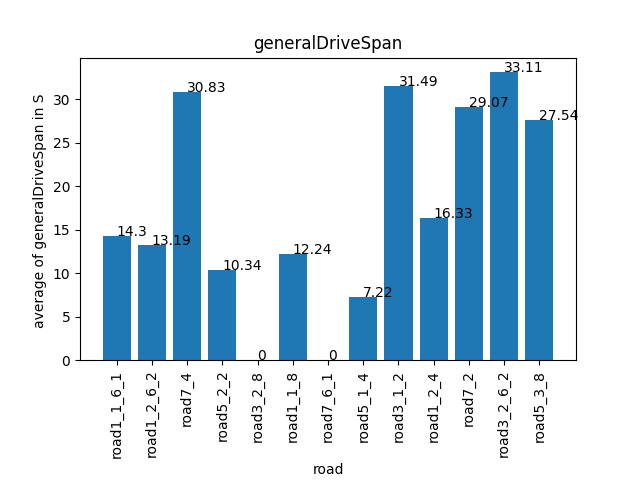 generalDriveSpan
average of generalDriveSpan in S
30
25
20
15
10
5
0
14.3
13.19
30.83
10.34
0
12.24
0
7.22
31.49
16.33
29.07
33.11
27.54
road1_1_6_1
road1_2_6_2
road7_4
road5_2_2
road3_2_8
road1_1_8
road7_6_1
road5_1_4
road3_1_2
road1_2_4
road7_2
road3_2_6_2
road5_3_8
road